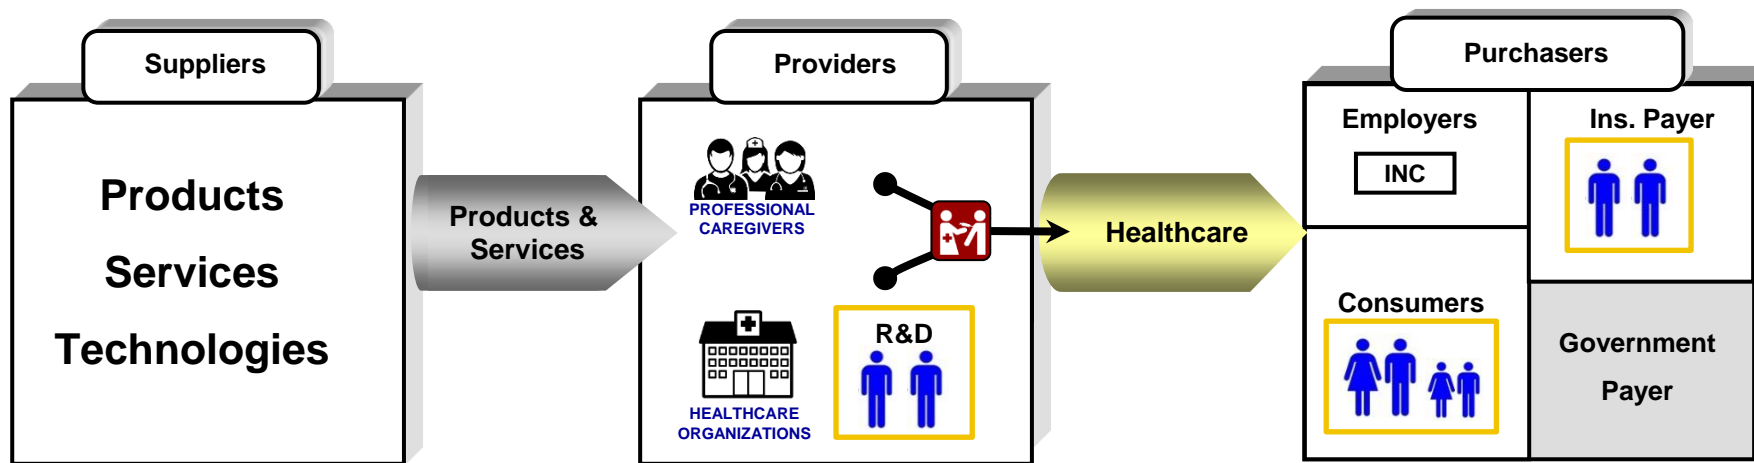 Suppliers
Products
Services
Technologies
Products &
Services
Providers
PROFESSIONAL
CAREGIVERS
HEALTHCARE
ORGANIZATIONS
R&D
Healthcare
Purchasers
Employers
INC
Ins. Payer
Consumers
Government
Payer